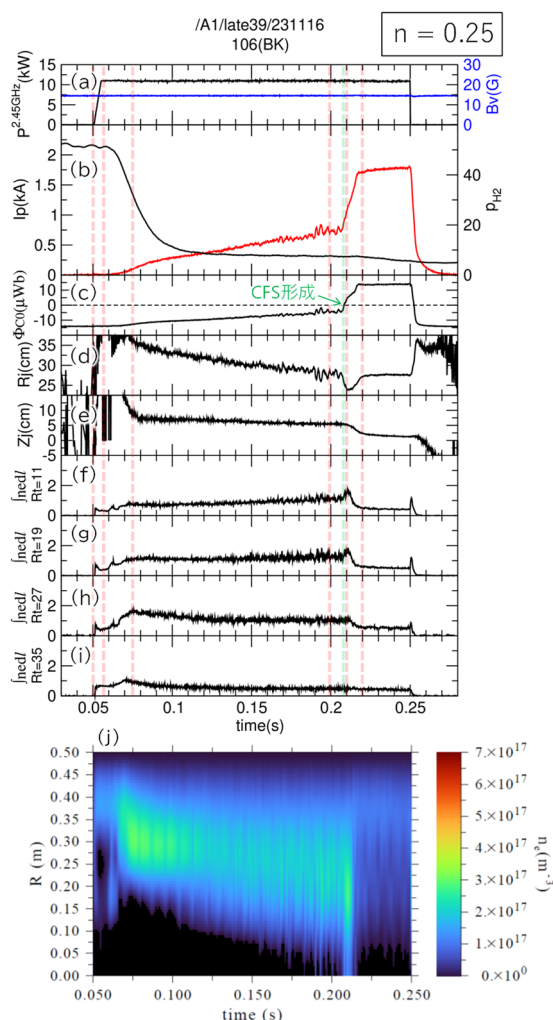 /A1/late39/231116
106(BK)
n = 0.25
(a)
P2.45GHz(kW)
15
10
5
0
Bv(G)
30
20
10
0
(b)
Ip(kA)
2
1.5
1
0.5
0
pH2
40
20
0
(c)
CFS形成
Φco(μWb)
10
0
-10
(d)
Rj(cm)
35
30
25
(e)
Zj(cm)
15
10
5
0
-5
(f)
∫nedl
Rt=11
2
0
(g)
∫nedl
Rt=19
2
0
(h)
∫nedl
Rt=27
2
0
(i)
∫nedl
Rt=35
2
0
0.05 0.1 0.15 0.2 0.25
time(s)
(j)
R (m)
0.50
0.45
0.40
0.35
0.30
0.25
0.20
0.15
0.10
0.05
0.00
0.050 0.100 0.150 0.200 0.250
time (s)
7.×10^17
6×10^17
5×10^17
4×10^17
3×10^17
2×10^17
1×10^17
0.×10^0
ne(m^-3)